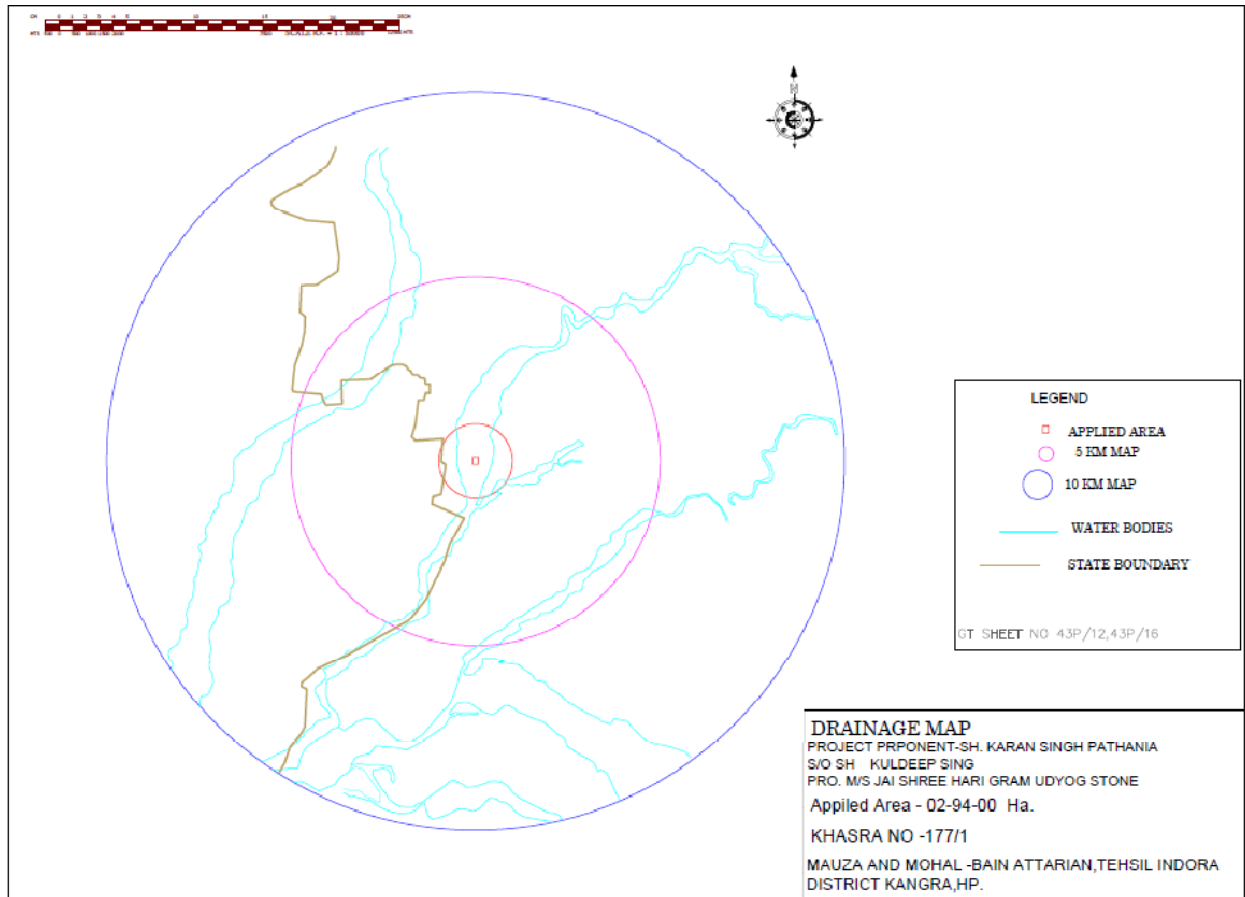 N
LEGEND
APPLIED AREA
5 KM MAP
10 KM MAP
WATER BODIES
STATE BOUNDARY
GT SHEET NO 43P/12,43P/16
DRAINAGE MAP
PROJECT PRPONENT-SH. KARAN SINGH PATHANIA
S/O SH KULDEEP SING
PRO. M/S JAI SHREE HARI GRAM UDYOG STONE
Appiled Area - 02-94-00 Ha.
KHASRA NO -177/1
MAUZA AND MOHAL -BAIN ATTARIAN,TEHSIL INDORA
DISTRICT KANGRA,HP.